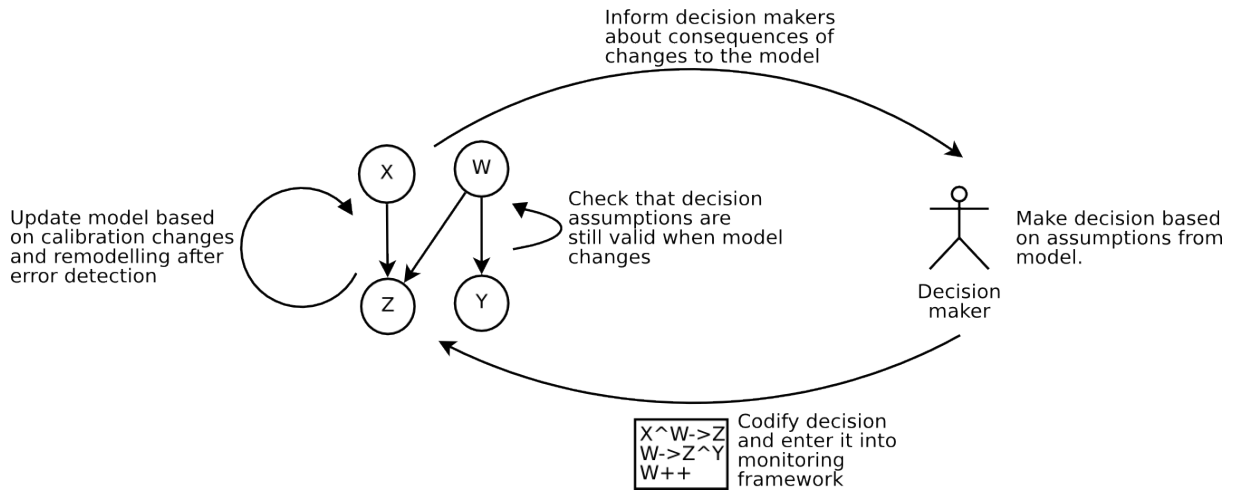 Inform decision makers
about consequences of
changes to the model
X
W
Update model based
on calibration changes
and remodelling after
error detection
Check that decision
assumptions are
still valid when model
changes
Make decision based
on assumptions from
model.
Z
Y
Decision
maker
X^W->Z
W->Z^Y
W++
Codify decision
and enter it into
monitoring
framework